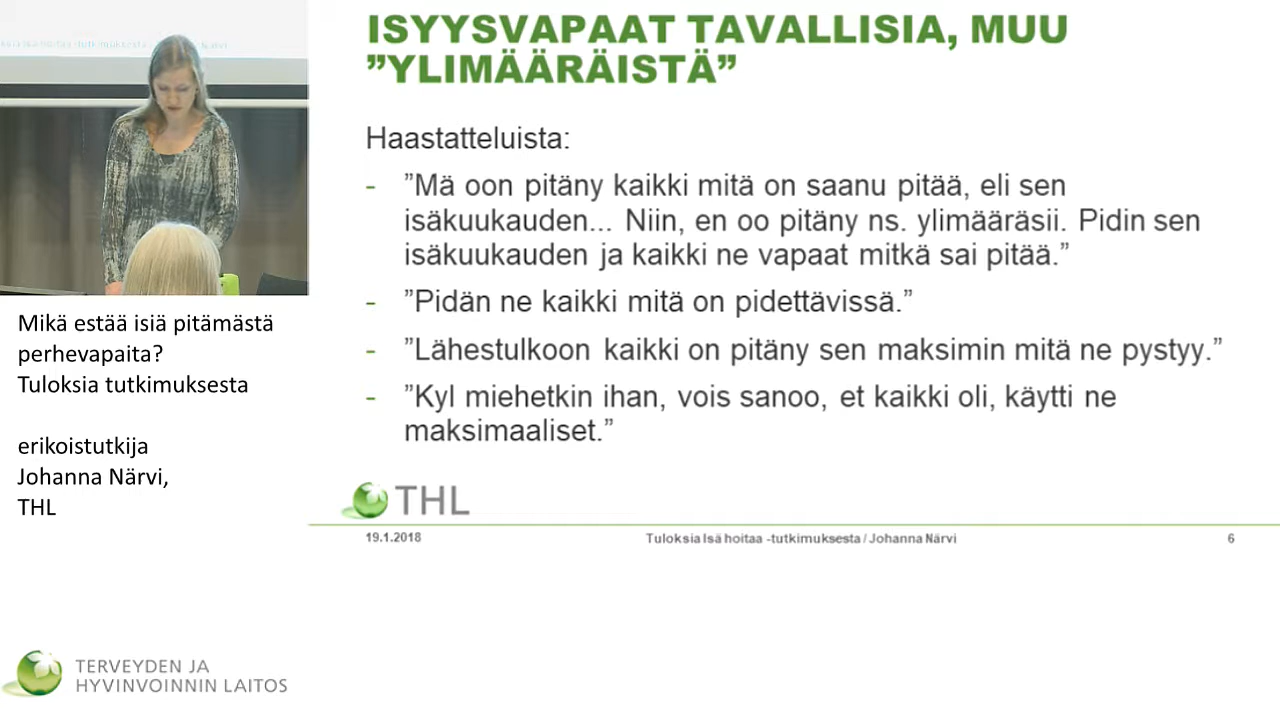 ISYYSVAPAAT TAVALLISIA, MUU
”YLIMÄÄRÄISTÄ”
Haastatteluista:
- ”Mä oon pitäny kaikki mitä on saanu pitää, eli sen
isäkuukauden... Niin, en oo pitäny ns. ylimääräsii. Pidin sen
isäkuukauden ja kaikki ne vapaat mitkä sai pitää.”
- ”Pidän ne kaikki mitä on pidettävissä.”
- ”Lähestulkoon kaikki on pitäny sen maksimin mitä ne pystyy.”
- ”Kyl miehetkin ihan, vois sanoo, et kaikki oli, käytti ne
maksimaaliset.”
THL
19.1.2018 Tuloksia Isä hoitaa -tutkimuksesta / Johanna Närvi 6
Mikä estää isiä pitämästä
perhevapaita?
Tuloksia tutkimuksesta
erikoistutkija
Johanna Närvi,
THL
TERVEYDEN JA
HYVINVOINNIN LAITOS